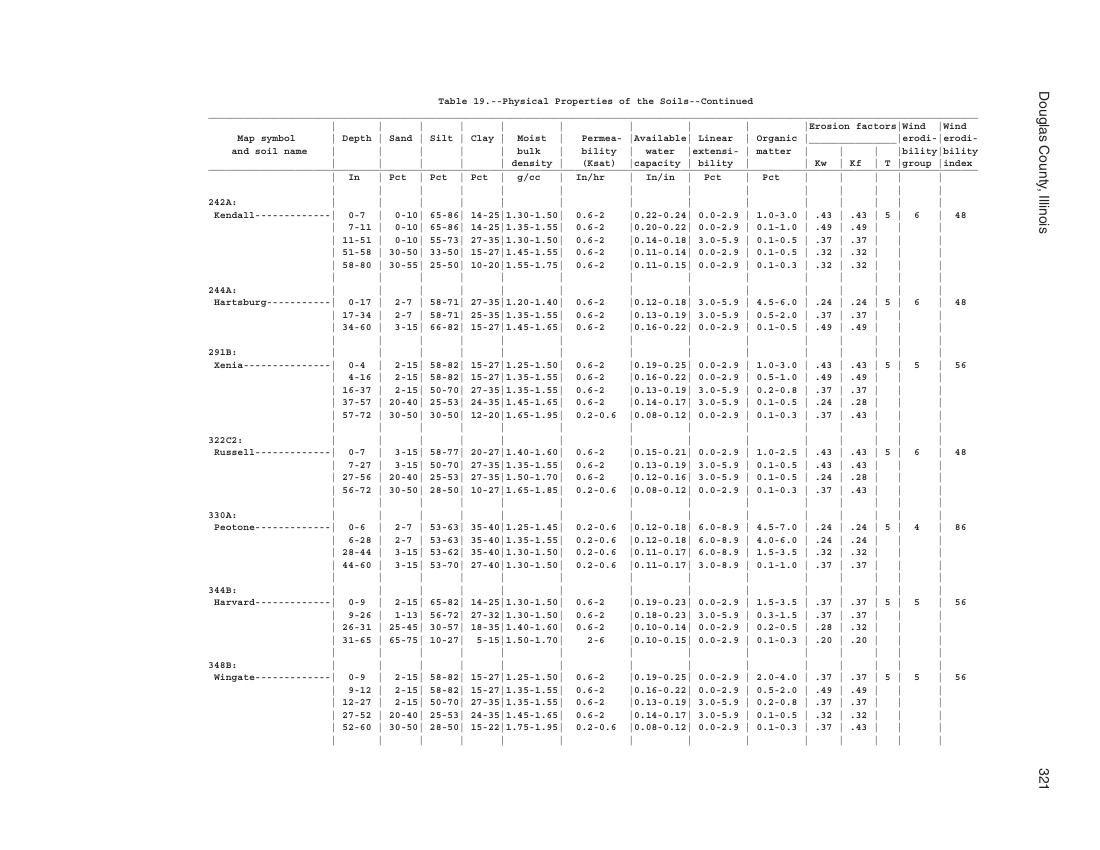 Table 19.--Physical Properties of the Soils--Continued
Erosion factors|Wind |Wind
Map symbol | Depth | Sand | Silt | Clay | Moist | Permea- |Available| Linear | Organic | erodi-| erodi-
and soil name | bulk | bility | water |extensi- | matter | bility|bility
density | (Ksat) |capacity | bility | Kw | Kf | T |group |index
In | Pct | Pct | Pct | g/cc | In/hr | In/in | Pct | Pct
242A:
Kendall-------------| 0-7 | 0-10| 65-86| 14-25|1.30-1.50| 0.6-2 |0.22-0.24| 0.0-2.9 | 1.0-3.0 | .43 | .43 | 5 | 6 | 48
7-11 | 0-10| 65-86| 14-25|1.35-1.55| 0.6-2 |0.20-0.22| 0.0-2.9 | 0.1-1.0 | .49 | .49
11-51 | 0-10| 55-73| 27-35|1.30-1.50| 0.6-2 |0.14-0.18| 3.0-5.9 | 0.1-0.5 | .37 | .37
51-58 | 30-50| 33-50| 15-27|1.45-1.55| 0.6-2 |0.11-0.14| 0.0-2.9 | 0.1-0.5 | .32 | .32
58-80 | 30-55| 25-50| 10-20|1.55-1.75| 0.6-2 |0.11-0.15| 0.0-2.9 | 0.1-0.3 | .32 | .32
244A:
Hartsburg-----------| 0-17 | 2-7 | 58-71| 27-35|1.20-1.40| 0.6-2 |0.12-0.18| 3.0-5.9 | 4.5-6.0 | .24 | .24 | 5 | 6 | 48
17-34 | 2-7 | 58-71| 25-35|1.35-1.55| 0.6-2 |0.13-0.19| 3.0-5.9 | 0.5-2.0 | .37 | .37
34-60 | 3-15| 66-82| 15-27|1.45-1.65| 0.6-2 |0.16-0.22| 0.0-2.9 | 0.1-0.5 | .49 | .49
291B:
Xenia---------------| 0-4 | 2-15| 58-82| 15-27|1.25-1.50| 0.6-2 |0.19-0.25| 0.0-2.9 | 1.0-3.0 | .43 | .43 | 5 | 5 | 56
4-16 | 2-15| 58-82| 15-27|1.35-1.55| 0.6-2 |0.16-0.22| 0.0-2.9 | 0.5-1.0 | .49 | .49
16-37 | 2-15| 50-70| 27-35|1.35-1.55| 0.6-2 |0.13-0.19| 3.0-5.9 | 0.2-0.8 | .37 | .37
37-57 | 20-40| 25-53| 24-35|1.45-1.65| 0.6-2 |0.14-0.17| 3.0-5.9 | 0.1-0.5 | .24 | .28
57-72 | 30-50| 30-50| 12-20|1.65-1.95| 0.2-0.6 |0.08-0.12| 0.0-2.9 | 0.1-0.3 | .37 | .43
322C2:
Russell-------------| 0-7 | 3-15| 58-77| 20-27|1.40-1.60| 0.6-2 |0.15-0.21| 0.0-2.9 | 1.0-2.5 | .43 | .43 | 5 | 6 | 48
7-27 | 3-15| 50-70| 27-35|1.35-1.55| 0.6-2 |0.13-0.19| 3.0-5.9 | 0.1-0.5 | .43 | .43
27-56 | 20-40| 25-53| 27-35|1.50-1.70| 0.6-2 |0.12-0.16| 3.0-5.9 | 0.1-0.5 | .24 | .28
56-72 | 30-50| 28-50| 10-27|1.65-1.85| 0.2-0.6 |0.08-0.12| 0.0-2.9 | 0.1-0.3 | .37 | .43
330A:
Peotone-------------| 0-6 | 2-7 | 53-63| 35-40|1.25-1.45| 0.2-0.6 |0.12-0.18| 6.0-8.9 | 4.5-7.0 | .24 | .24 | 5 | 4 | 86
6-28 | 2-7 | 53-63| 35-40|1.35-1.55| 0.2-0.6 |0.12-0.18| 6.0-8.9 | 4.0-6.0 | .24 | .24
28-44 | 3-15| 53-62| 35-40|1.30-1.50| 0.2-0.6 |0.11-0.17| 6.0-8.9 | 1.5-3.5 | .32 | .32
44-60 | 3-15| 53-70| 27-40|1.30-1.50| 0.2-0.6 |0.11-0.17| 3.0-8.9 | 0.1-1.0 | .37 | .37
344B:
Harvard-------------| 0-9 | 2-15| 65-82| 14-25|1.30-1.50| 0.6-2 |0.19-0.23| 0.0-2.9 | 1.5-3.5 | .37 | .37 | 5 | 5 | 56
9-26 | 1-13| 56-72| 27-32|1.30-1.50| 0.6-2 |0.18-0.23| 3.0-5.9 | 0.3-1.5 | .37 | .37
26-31 | 25-45| 30-57| 18-35|1.40-1.60| 0.6-2 |0.10-0.14| 0.0-2.9 | 0.2-0.5 | .28 | .32
31-65 | 65-75| 10-27| 5-15|1.50-1.70| 2-6 |0.10-0.15| 0.0-2.9 | 0.1-0.3 | .20 | .20
348B:
Wingate-------------| 0-9 | 2-15| 58-82| 15-27|1.25-1.50| 0.6-2 |0.19-0.25| 0.0-2.9 | 2.0-4.0 | .37 | .37 | 5 | 5 | 56
9-12 | 2-15| 58-82| 15-27|1.35-1.55| 0.6-2 |0.16-0.22| 0.0-2.9 | 0.5-2.0 | .49 | .49
12-27 | 2-15| 50-70| 27-35|1.35-1.55| 0.6-2 |0.13-0.19| 3.0-5.9 | 0.2-0.8 | .37 | .37
27-52 | 20-40| 25-53| 24-35|1.45-1.65| 0.6-2 |0.14-0.17| 3.0-5.9 | 0.1-0.5 | .32 | .32
52-60 | 30-50| 28-50| 15-22|1.75-1.95| 0.2-0.6 |0.08-0.12| 0.0-2.9 | 0.1-0.3 | .37 | .43
Douglas County, Illinois
321